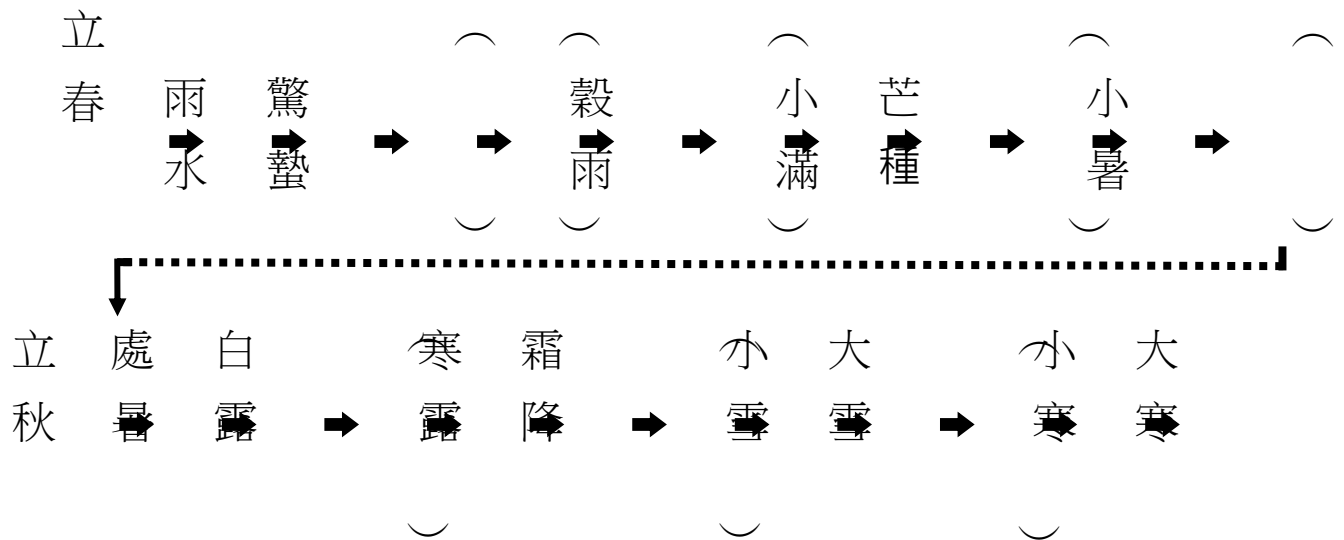 立春
雨水
驚蟄
（ ）
（穀雨）
（小滿）
芒種
（小暑）
（ ）
立秋
處暑
白露
（寒露）
霜降
（小雪）
大雪
（小寒）
大寒